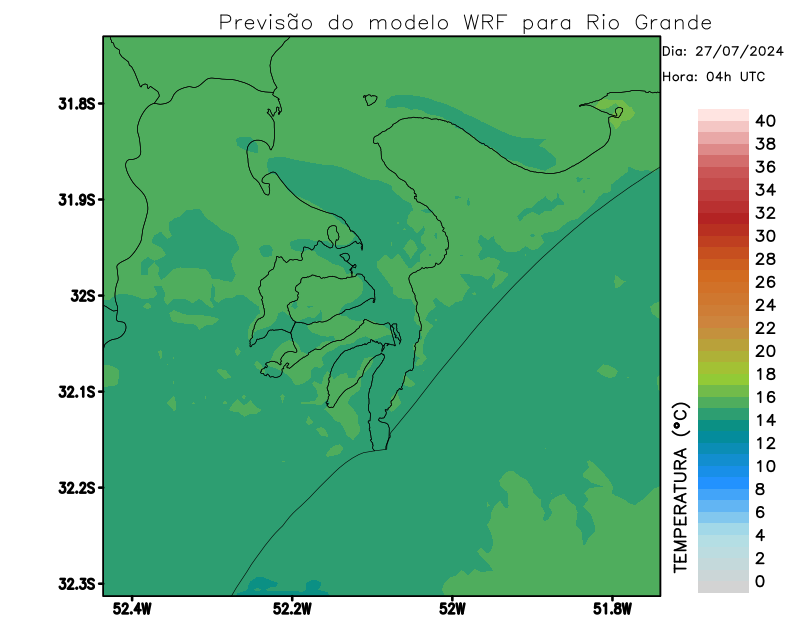 Previsão do modelo WRF para Rio Grande
Dia: 27/07/2024
Hora: 04h UTC
31.8S
31.9S
32S
32.1S
32.2S
32.3S
52.4W
52.2W
52W
51.8W
TEMPERATURA (°C)
40
38
36
34
32
30
28
26
24
22
20
18
16
14
12
10
8
6
4
2
0